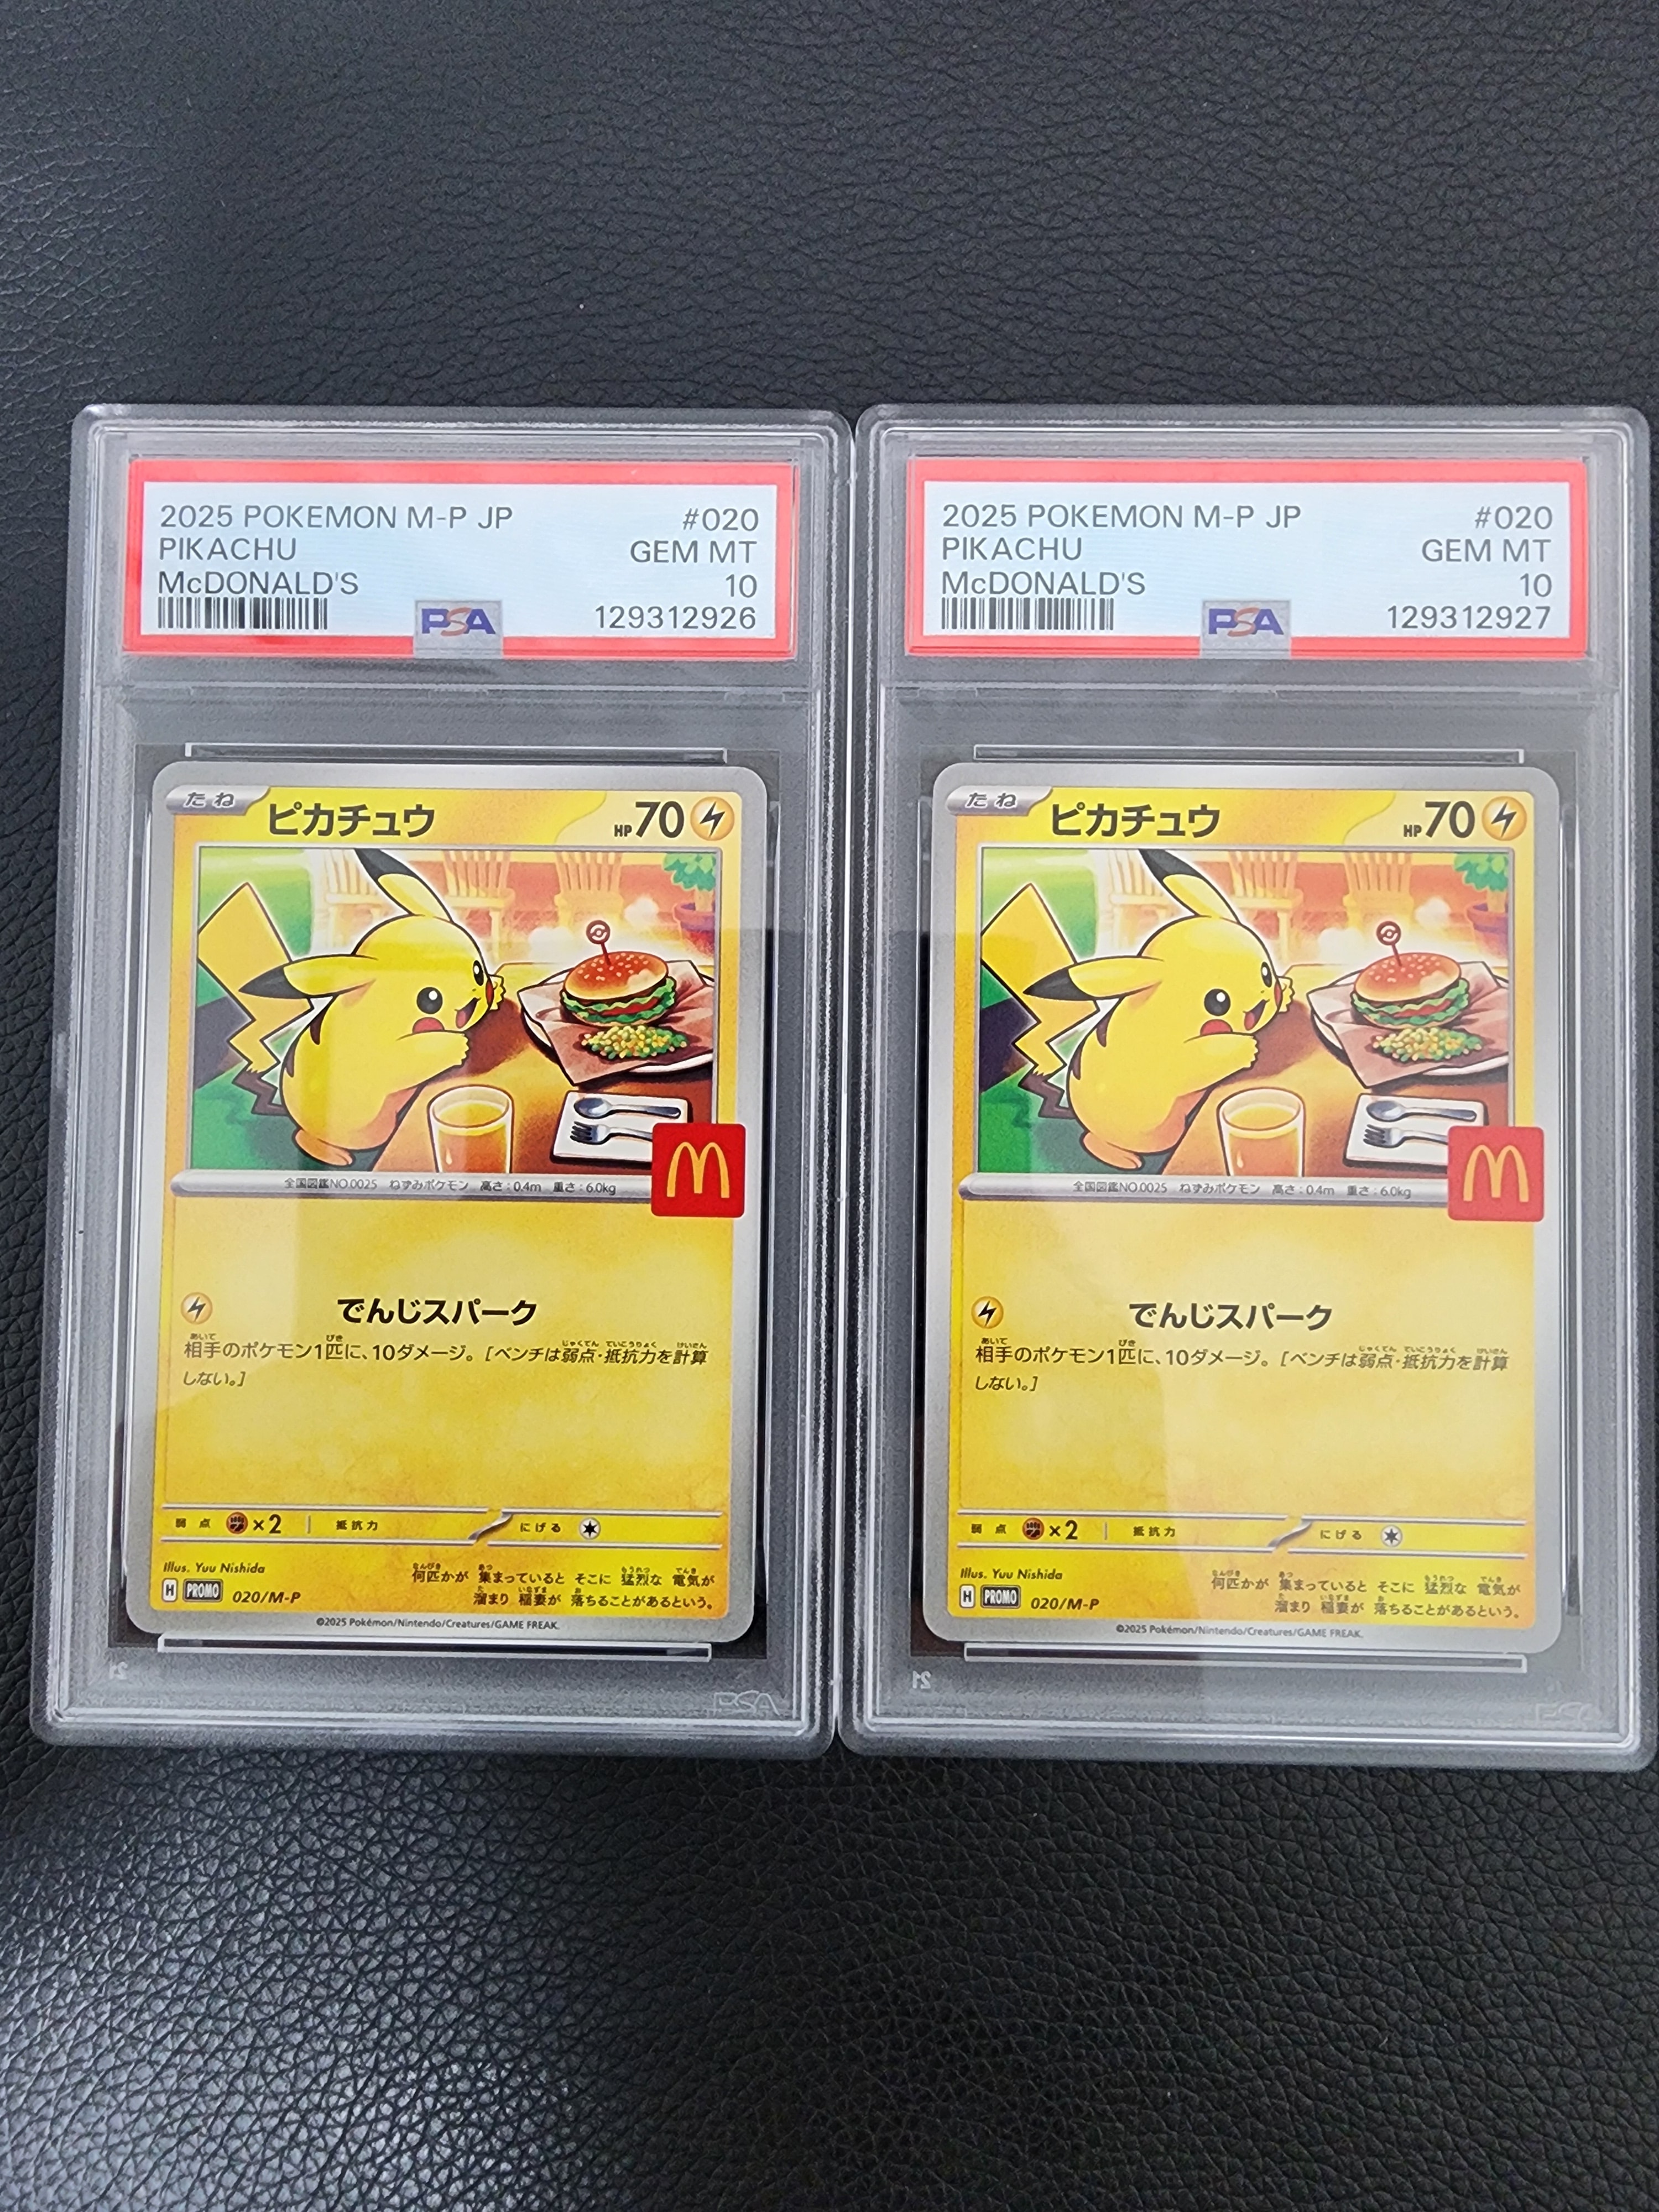 2025 POKEMON M-P JP #020
PIKACHU GEM MT
McDONALD'S 10
PSA 129312926
たね ピカチュウ HP70
全国図鑑NO.0025 ねずみポケモン 高さ:0.4m 重さ:6.0kg
でんじスパーク
相手のポケモン1匹に、10ダメージ。[ベンチは弱点・抵抗力を計算
しない。]
弱点 ×2 抵抗力 にげる
Illus. Yuu Nishida
何匹かが 集まっていると そこに 猛烈な 電気が
H PROMO 020/M-P
溜まり 稲妻が 落ちることがあるという。
©2025 Pokémon/Nintendo/Creatures/GAME FREAK.
PSA
2025 POKEMON M-P JP #020
PIKACHU GEM MT
McDONALD'S 10
PSA 129312927
たね ピカチュウ HP70
全国図鑑NO.0025 ねずみポケモン 高さ:0.4m 重さ:6.0kg
でんじスパーク
相手のポケモン1匹に、10ダメージ。[ベンチは弱点・抵抗力を計算
しない。]
弱点 ×2 抵抗力 にげる
Illus. Yuu Nishida
何匹かが 集まっていると そこに 猛烈な 電気が
H PROMO 020/M-P
溜まり 稲妻が 落ちることがあるという。
©2025 Pokémon/Nintendo/Creatures/GAME FREAK.
21